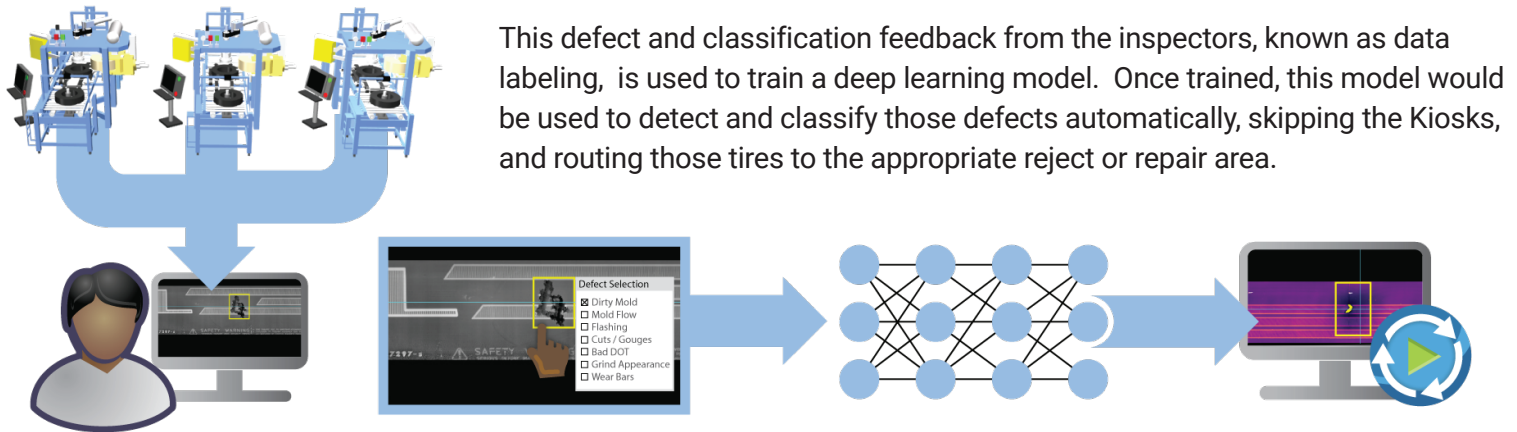 This defect and classification feedback from the inspectors, known as data
labeling, is used to train a deep learning model. Once trained, this model would
be used to detect and classify those defects automatically, skipping the Kiosks,
and routing those tires to the appropriate reject or repair area.
Defect Selection
☒ Dirty Mold
☐ Mold Flow
☐ Flashing
☐ Cuts / Gouges
☐ Bad DOT
☐ Grind Appearance
☐ Wear Bars
SAFETY